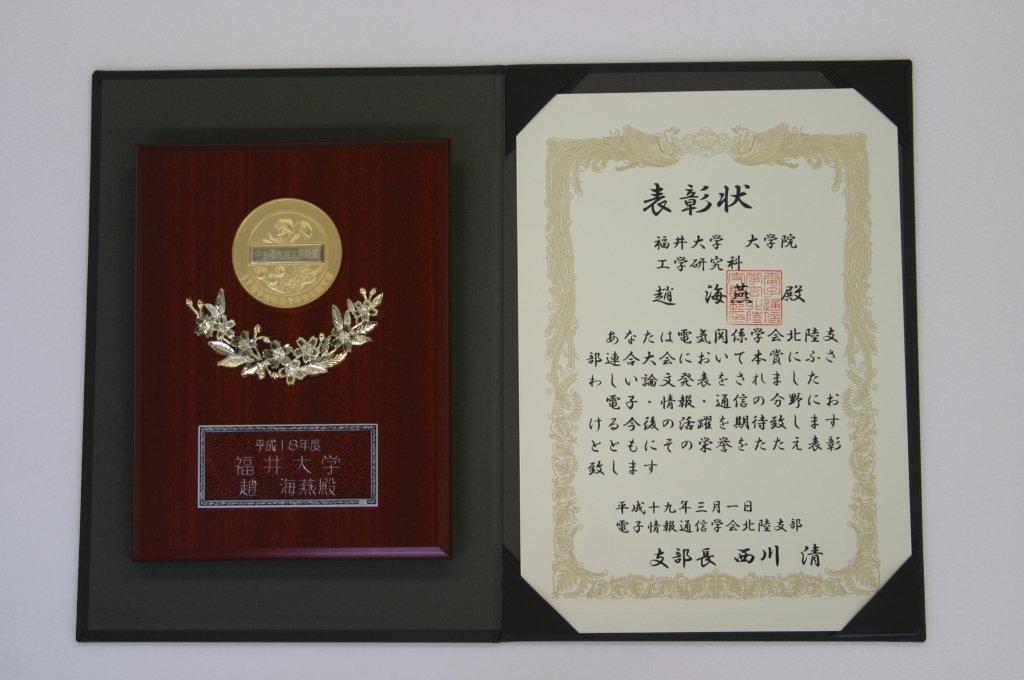 平成18年度
福井大学
趙 海燕殿
表彰状
福井大学 大学院
工学研究科
趙 海燕 殿
あなたは電気関係学会北陸支
部連合大会において本賞にふさ
わしい論文発表をされました
電子・情報・通信の分野にお
ける今後の活躍を期待致します
とともにその栄誉をたたえ表彰
致します
平成十九年三月一日
電子情報通信学会北陸支部
支部長 西川 清